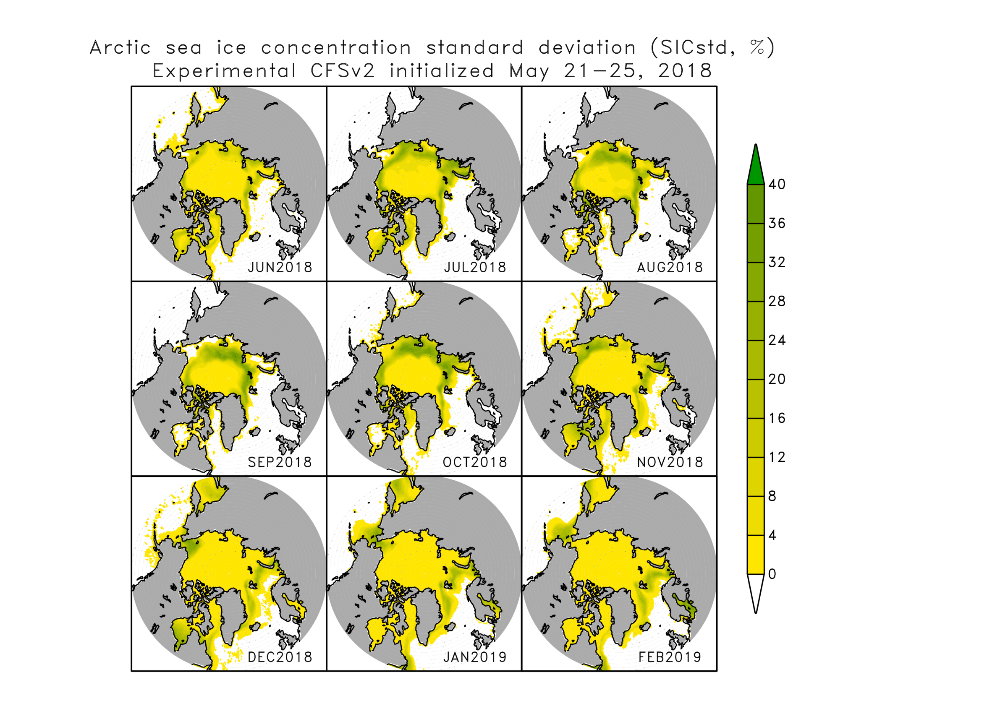 Arctic sea ice concentration standard deviation (SICstd, %)
Experimental CFSv2 initialized May 21-25, 2018
JUN2018
JUL2018
AUG2018
SEP2018
OCT2018
NOV2018
DEC2018
JAN2019
FEB2019
40
36
32
28
24
20
16
12
8
4
0